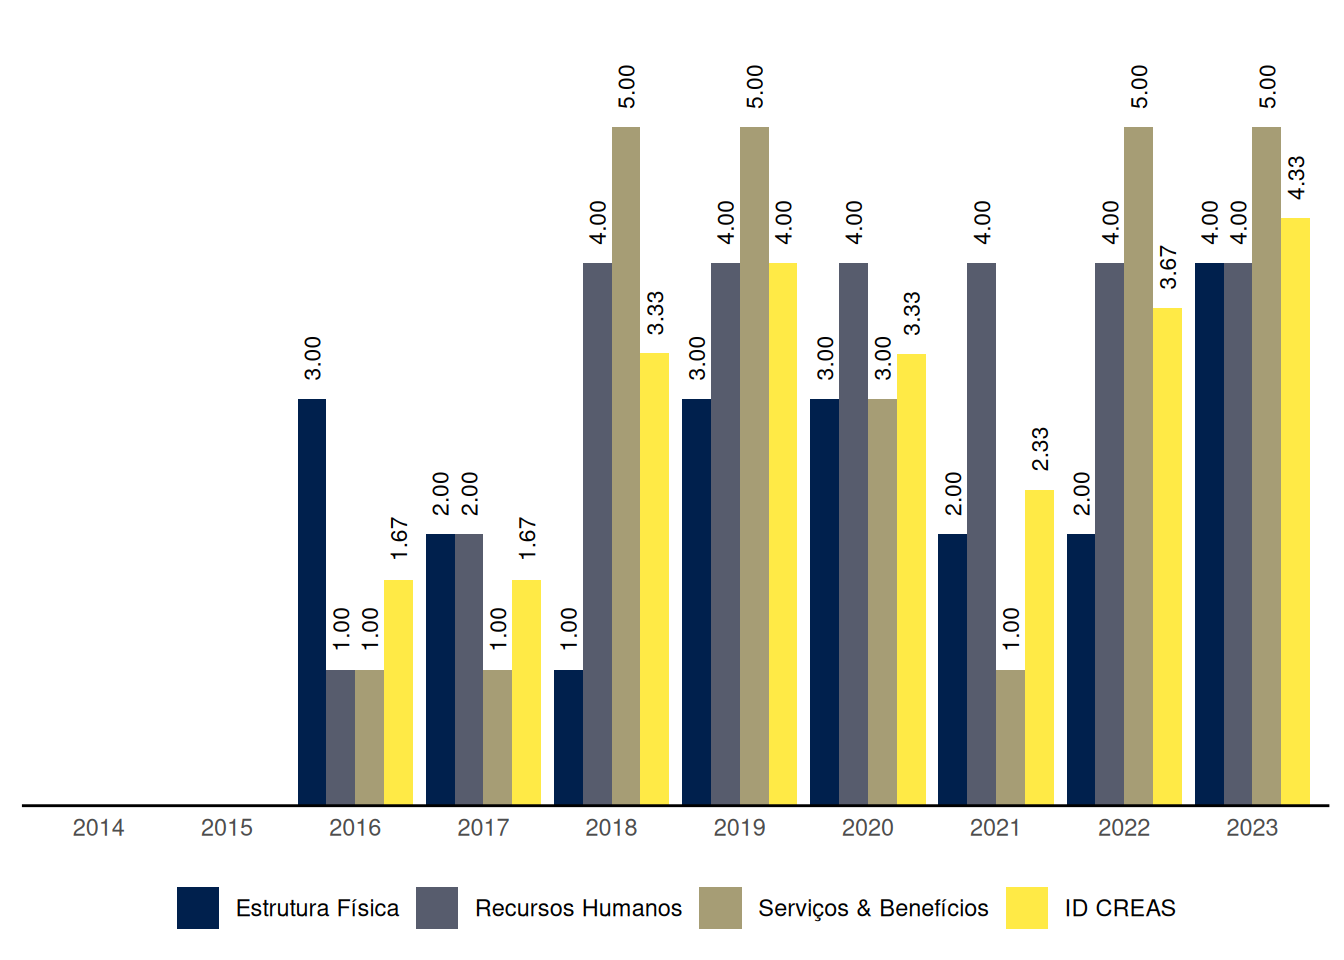 3.00 1.00 1.00 1.67
2.00 2.00 1.00 1.67
1.00 4.00 5.00 3.33
3.00 4.00 5.00 4.00
3.00 4.00 3.00 3.33
2.00 4.00 1.00 2.33
2.00 4.00 5.00 3.67
4.00 4.00 5.00 4.33
2014 2015 2016 2017 2018 2019 2020 2021 2022 2023
Estrutura Física Recursos Humanos Serviços & Benefícios ID CREAS